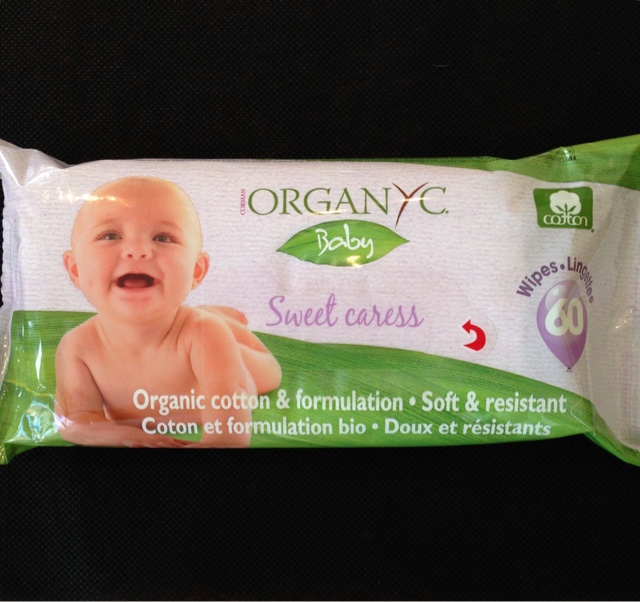 CORMAN
ORGANYC
Baby
cotton
Sweet caress
Wipes • Lingettes
60
Organic cotton & formulation • Soft & resistant
Coton et formulation bio • Doux et résistants